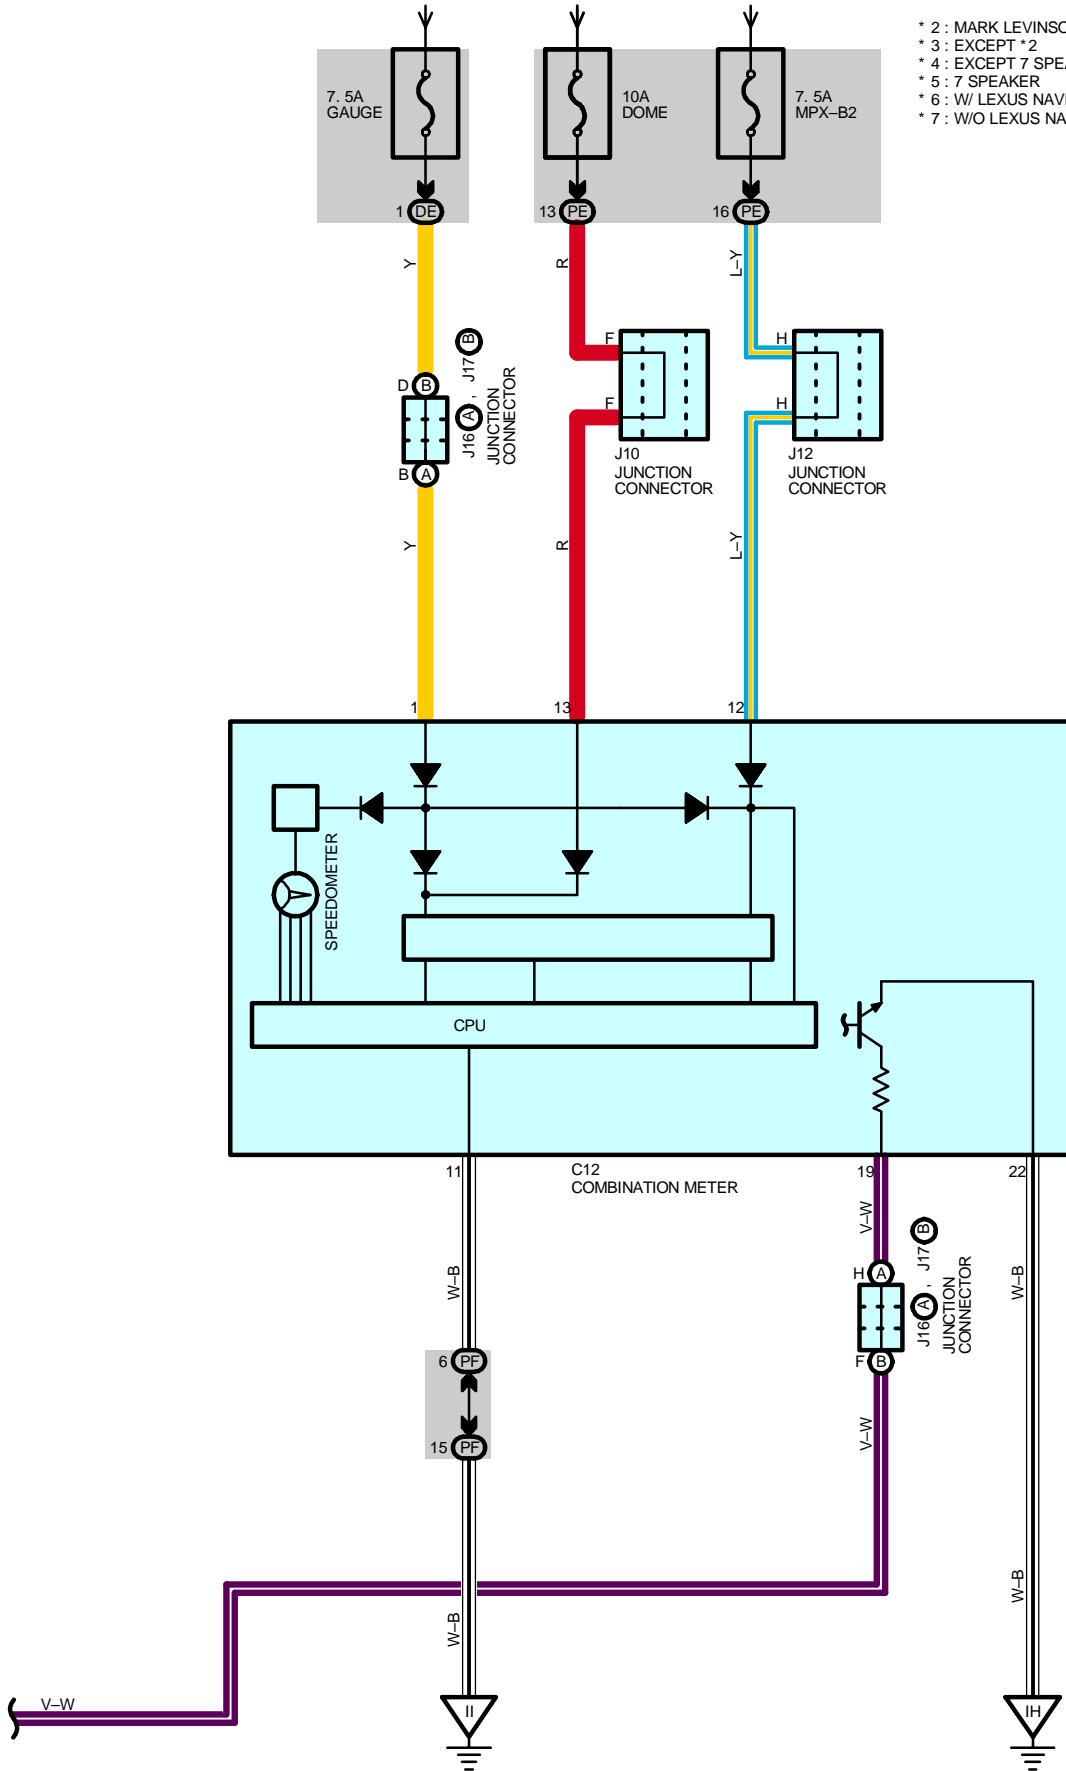 * 2 : MARK LEVINSO
* 3 : EXCEPT *2
* 4 : EXCEPT 7 SPEA
* 5 : 7 SPEAKER
* 6 : W/ LEXUS NAVI
* 7 : W/O LEXUS NA
7. 5A
GAUGE
10A
DOME
7. 5A
MPX–B2
1 DE
13 PE
16 PE
Y
R
L–Y
D B
B A
J16 A , J17 B
JUNCTION
CONNECTOR
F
F
J10
JUNCTION
CONNECTOR
H
H
J12
JUNCTION
CONNECTOR
Y
R
L–Y
1
13
12
SPEEDOMETER
CPU
11
C12
COMBINATION METER
19
22
V–W
W–B
W–B
H A
F B
J16 A , J17 B
JUNCTION
CONNECTOR
6 PF
15 PF
V–W
W–B
W–B
V–W
II
IH